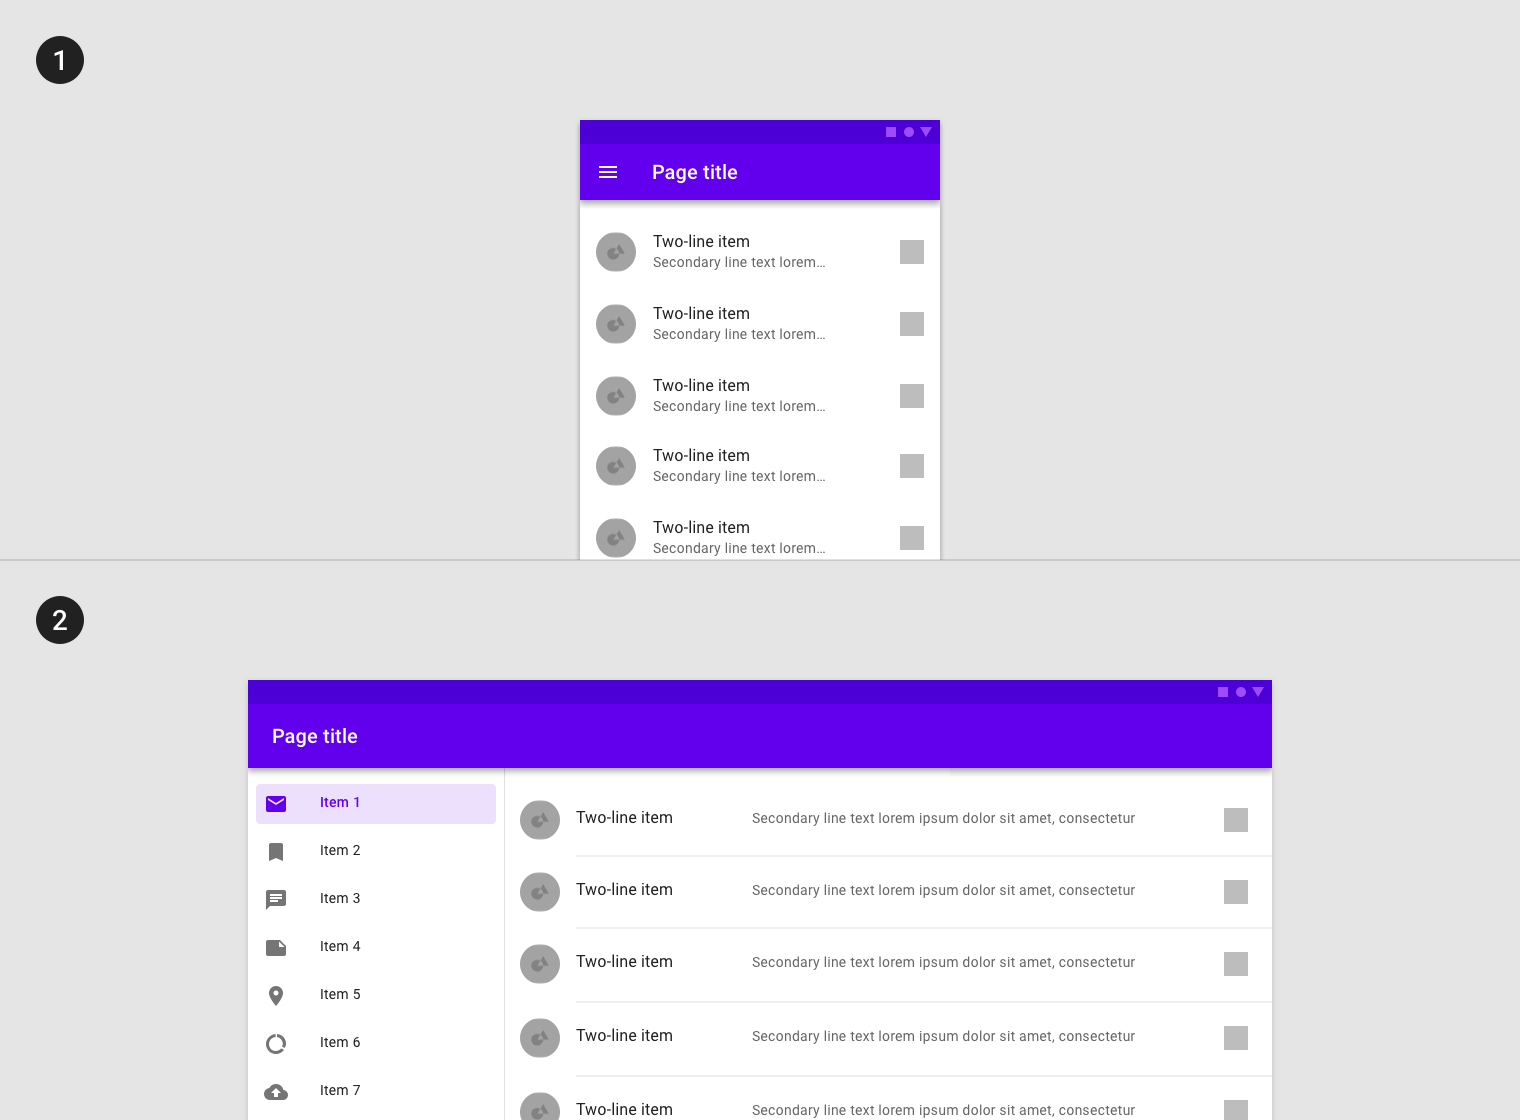 1
Page title
Two-line item
Secondary line text lorem...
Two-line item
Secondary line text lorem...
Two-line item
Secondary line text lorem...
Two-line item
Secondary line text lorem...
Two-line item
Secondary line text lorem...
2
Page title
Item 1
Item 2
Item 3
Item 4
Item 5
Item 6
Item 7
Two-line item Secondary line text lorem ipsum dolor sit amet, consectetur
Two-line item Secondary line text lorem ipsum dolor sit amet, consectetur
Two-line item Secondary line text lorem ipsum dolor sit amet, consectetur
Two-line item Secondary line text lorem ipsum dolor sit amet, consectetur
Two-line item Secondary line text lorem ipsum dolor sit amet, consectetur